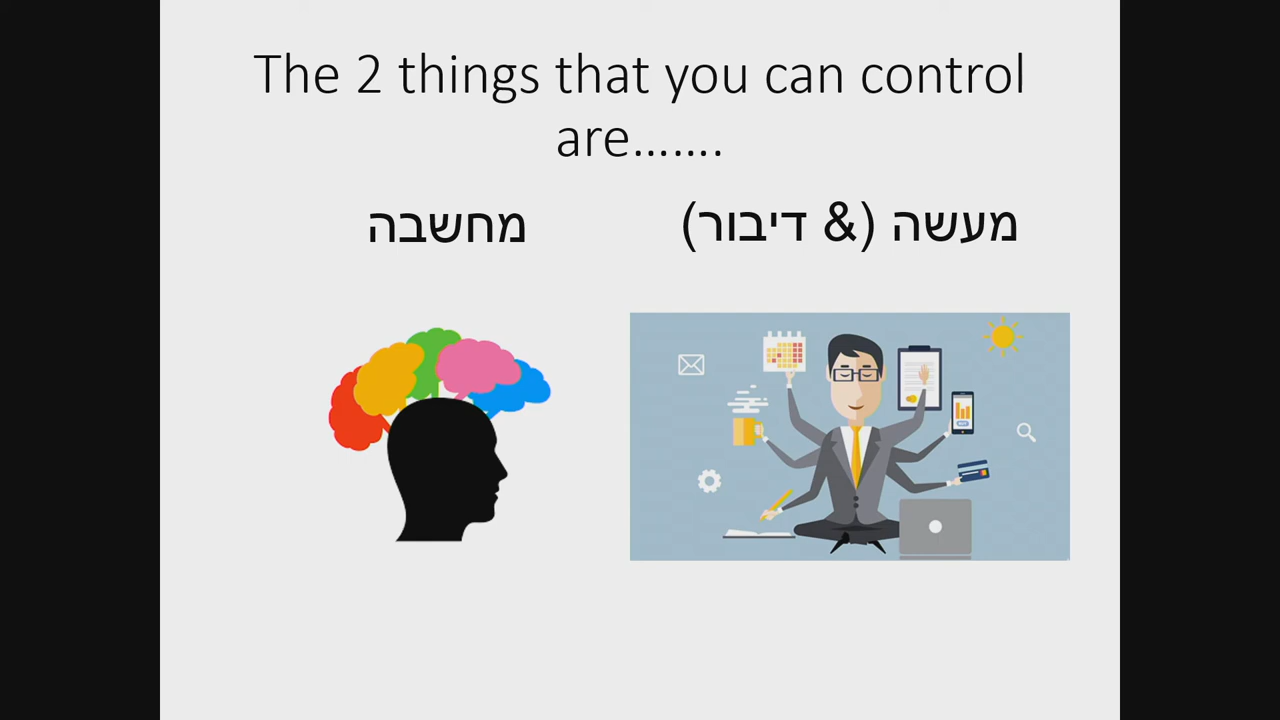 The 2 things that you can control
are.......
מחשבה
מעשה (& דיבור)